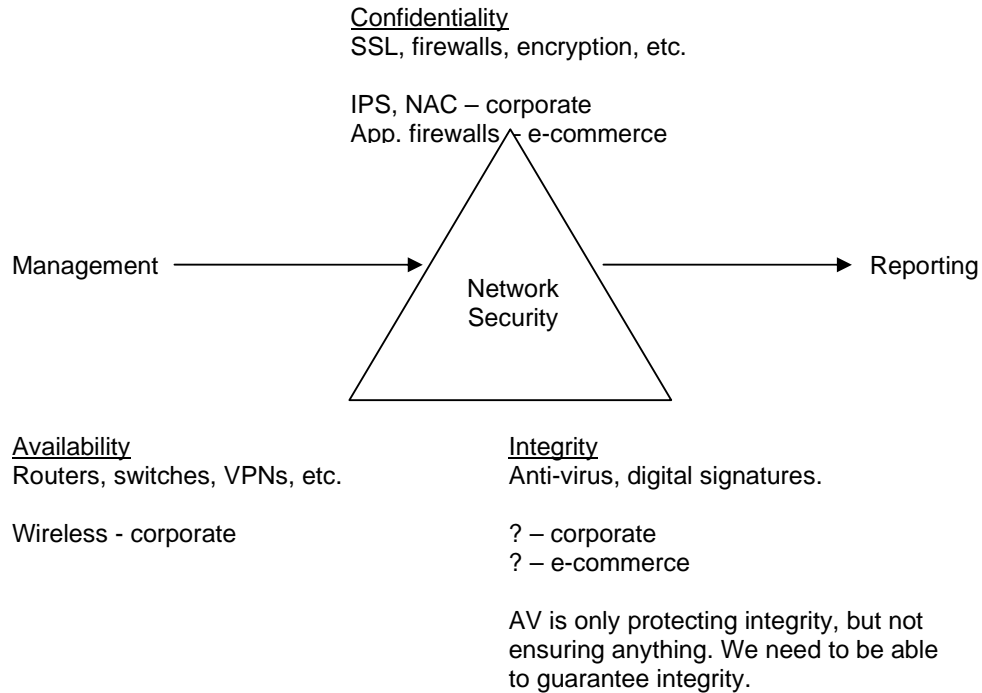 Confidentiality
SSL, firewalls, encryption, etc.
IPS, NAC – corporate
App. firewalls – e-commerce
Management
Reporting
Network
Security
Availability
Routers, switches, VPNs, etc.
Wireless - corporate
Integrity
Anti-virus, digital signatures.
? – corporate
? – e-commerce
AV is only protecting integrity, but not
ensuring anything. We need to be able
to guarantee integrity.